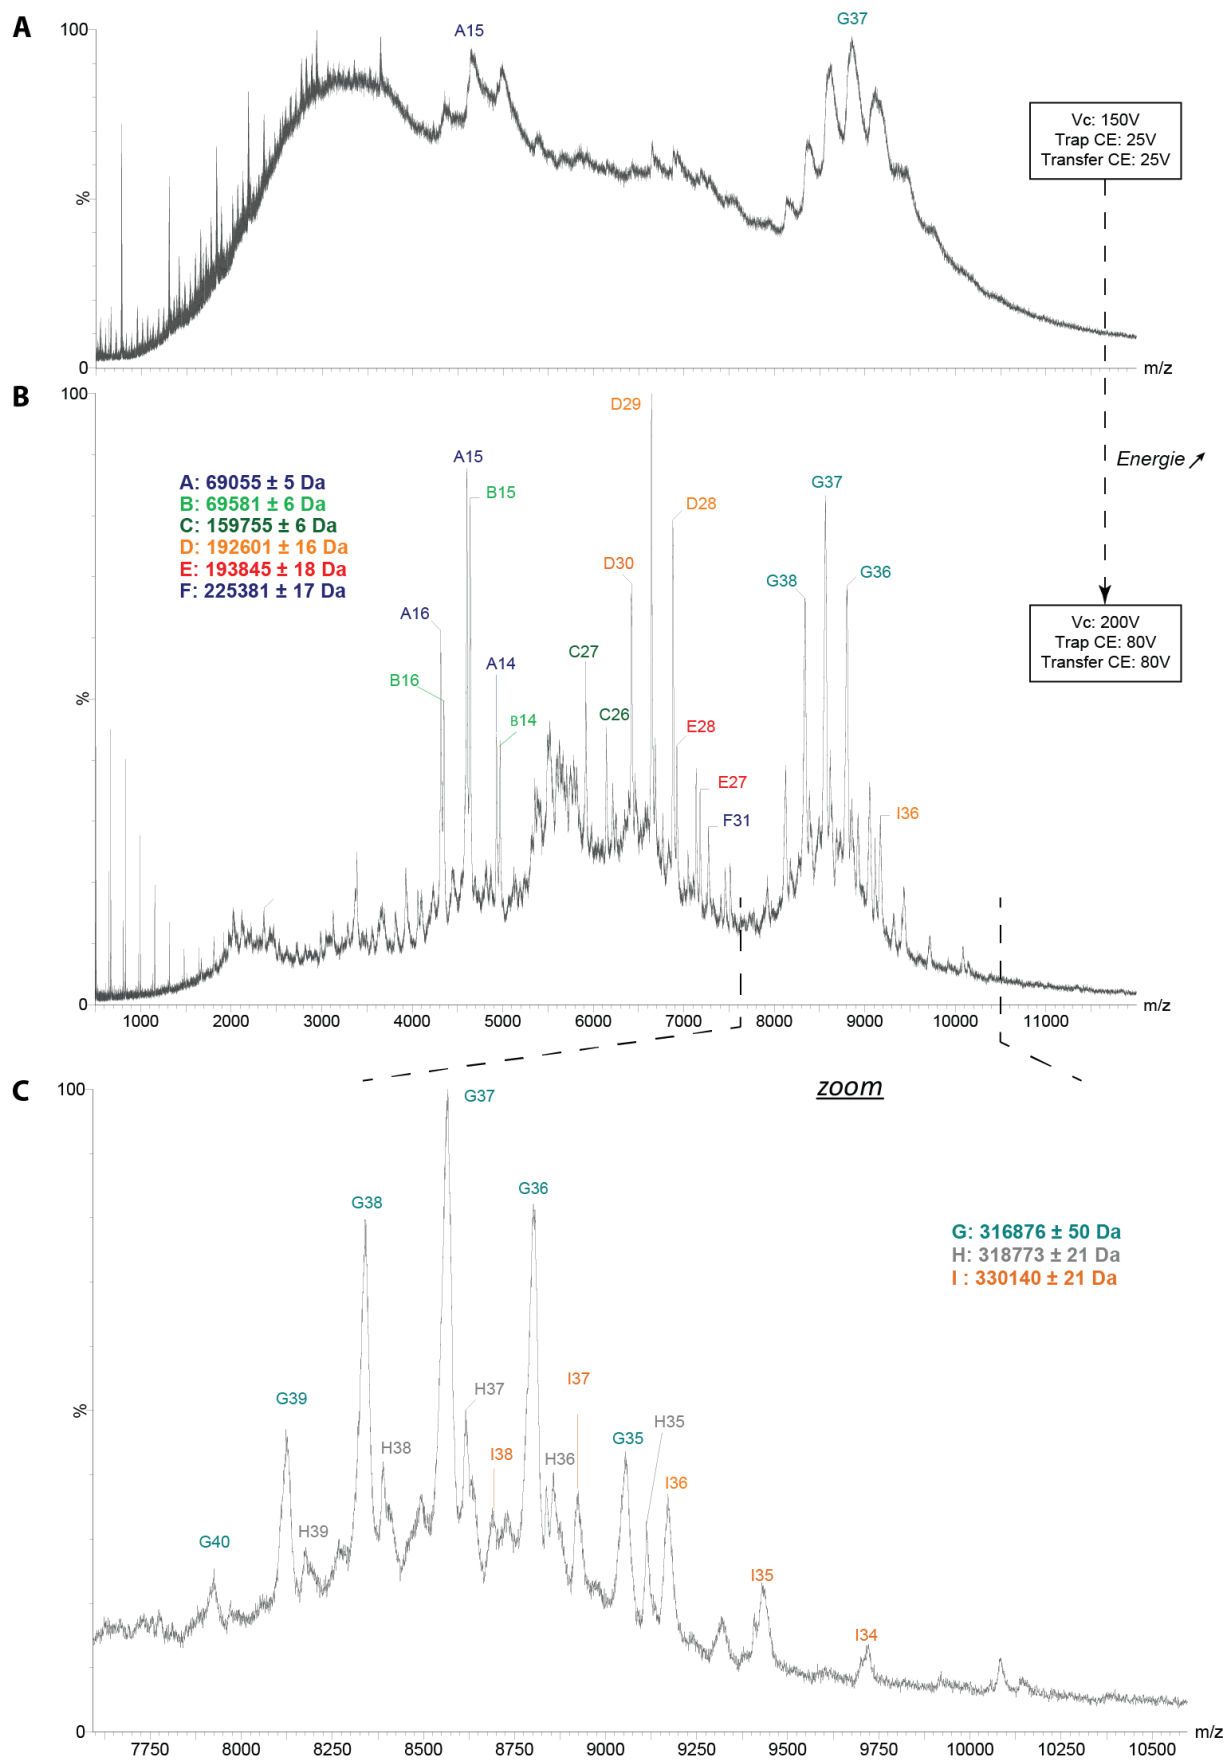 A
100
A15
G37
Vc: 150V
Trap CE: 25V
Transfer CE: 25V
%
0
m/z
B
100
D29
A15
B15
G37
A: 69055 ± 5 Da
B: 69581 ± 6 Da
C: 159755 ± 6 Da
D: 192601 ± 16 Da
E: 193845 ± 18 Da
F: 225381 ± 17 Da
D28
D30
G38
G36
Energie ↗
Vc: 200V
Trap CE: 80V
Transfer CE: 80V
A16
B16
A14
B14
C27
C26
E28
E27
F31
I36
%
0
m/z
1000 2000 3000 4000 5000 6000 7000 8000 9000 10000 11000
C
zoom
100
G37
G38
G36
G: 316876 ± 50 Da
H: 318773 ± 21 Da
I : 330140 ± 21 Da
G39
H37
I37
H38
I38
H36
G35
H35
I36
%
G40
H39
I35
I34
0
m/z
7750 8000 8250 8500 8750 9000 9250 9500 9750 10000 10250 10500